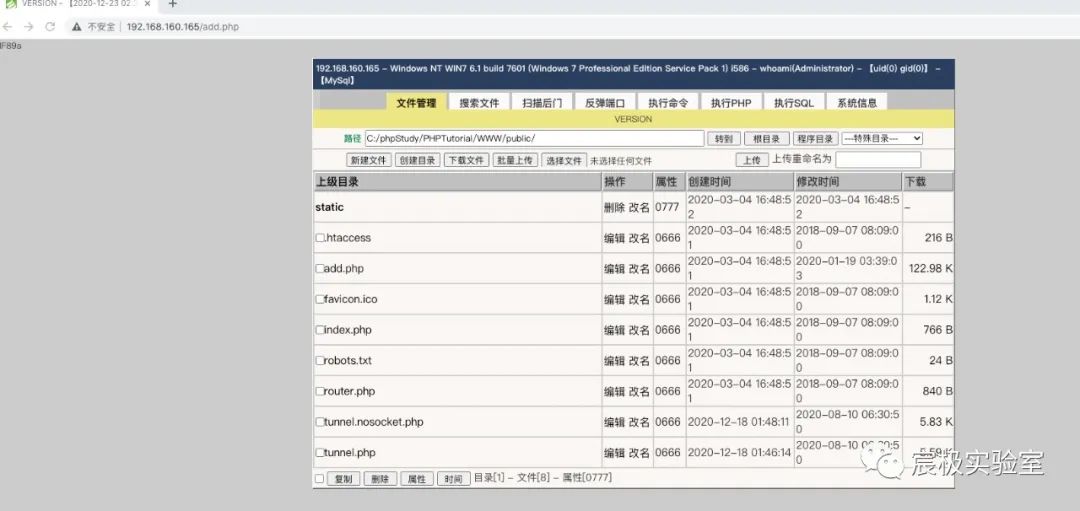 VERSION - 【2020-12-23 02
不安全 | 192.168.160.165/add.php
IF89a
192.168.160.165 - Windows NT WIN7 6.1 build 7601 (Windows 7 Professional Edition Service Pack 1) i586 - whoami(Administrator) - 【uid(0) gid(0)】 -
【MySql】
文件管理 搜索文件 扫描后门 反弹端口 执行命令 执行PHP 执行SQL 系统信息
VERSION
路径 C:/phpStudy/PHPTutorial/WWW/public/ 转到 根目录 程序目录 ---特殊目录---
新建文件 创建目录 下载文件 批量上传 选择文件 未选择任何文件 上传 上传重命名为
上级目录 操作 属性 创建时间 修改时间 下载
static 删除 改名 0777 2020-03-04 16:48:52 2020-03-04 16:48:52 -
.htaccess 编辑 改名 0666 2020-03-04 16:48:51 2018-09-07 08:09:00 216 B
add.php 编辑 改名 0666 2020-03-04 16:48:51 2020-01-19 03:39:03 122.98 K
favicon.ico 编辑 改名 0666 2020-03-04 16:48:51 2018-09-07 08:09:00 1.12 K
index.php 编辑 改名 0666 2020-03-04 16:48:51 2018-09-07 08:09:00 766 B
robots.txt 编辑 改名 0666 2020-03-04 16:48:51 2018-09-07 08:09:00 24 B
router.php 编辑 改名 0666 2020-03-04 16:48:51 2018-09-07 08:09:00 840 B
tunnel.nosocket.php 编辑 改名 0666 2020-12-18 01:48:11 2020-08-10 06:30:50 5.83 K
tunnel.php 编辑 改名 0666 2020-12-18 01:46:14 2020-08-10 06:30:50
宸极实验室
复制 删除 属性 时间 目录[1] - 文件[8] - 属性[0777]